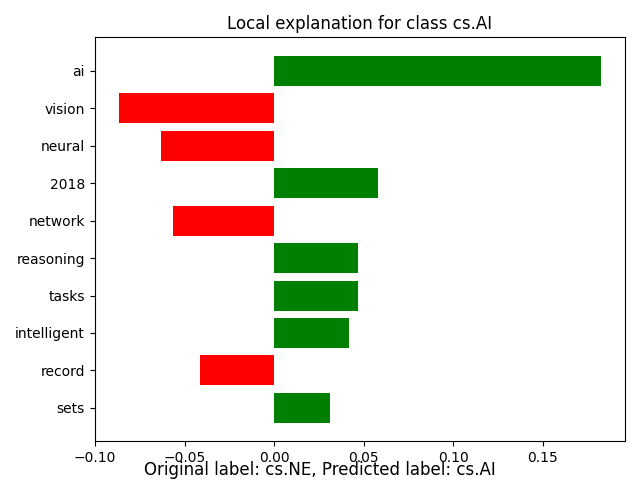 Local explanation for class cs.AI
ai
vision
neural
2018
network
reasoning
tasks
intelligent
record
sets
−0.10 −0.05 0.00 0.05 0.10 0.15
Original label: cs.NE, Predicted label: cs.AI